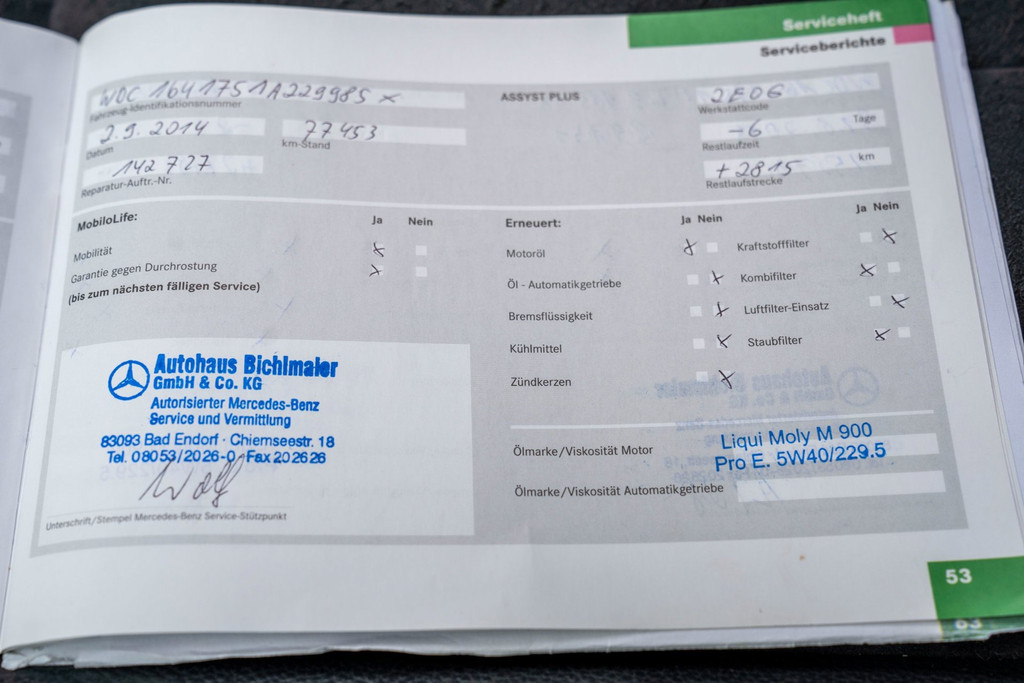 Serviceheft
Serviceberichte
WDC 1641751A229985 x
Fahrzeug-Identifikationsnummer
2.9.2014
Datum
77453
km-Stand
142727
Reparatur-Auftr.-Nr.
ASSYST PLUS
2F06
Werkstattcode
-6 Tage
Restlaufzeit
+2815 km
Restlaufstrecke
MobiloLife: Ja Nein
Mobilität x
Garantie gegen Durchrostung x
(bis zum nächsten fälligen Service)
Autohaus Bichlmaier
GmbH & Co. KG
Autorisierter Mercedes-Benz
Service und Vermittlung
83093 Bad Endorf · Chiemseestr. 18
Tel. 08053/2026-0 · Fax 202626
Wolf
Unterschrift/Stempel Mercedes-Benz Service-Stützpunkt
Erneuert: Ja Nein
Motoröl x
Öl - Automatikgetriebe x
Bremsflüssigkeit x
Kühlmittel x
Zündkerzen x
Ja Nein
Kraftstofffilter x
Kombifilter x
Luftfilter-Einsatz x
Staubfilter x
Ölmarke/Viskosität Motor
Liqui Moly M 900
Pro E. 5W40/229.5
Ölmarke/Viskosität Automatikgetriebe
53
63